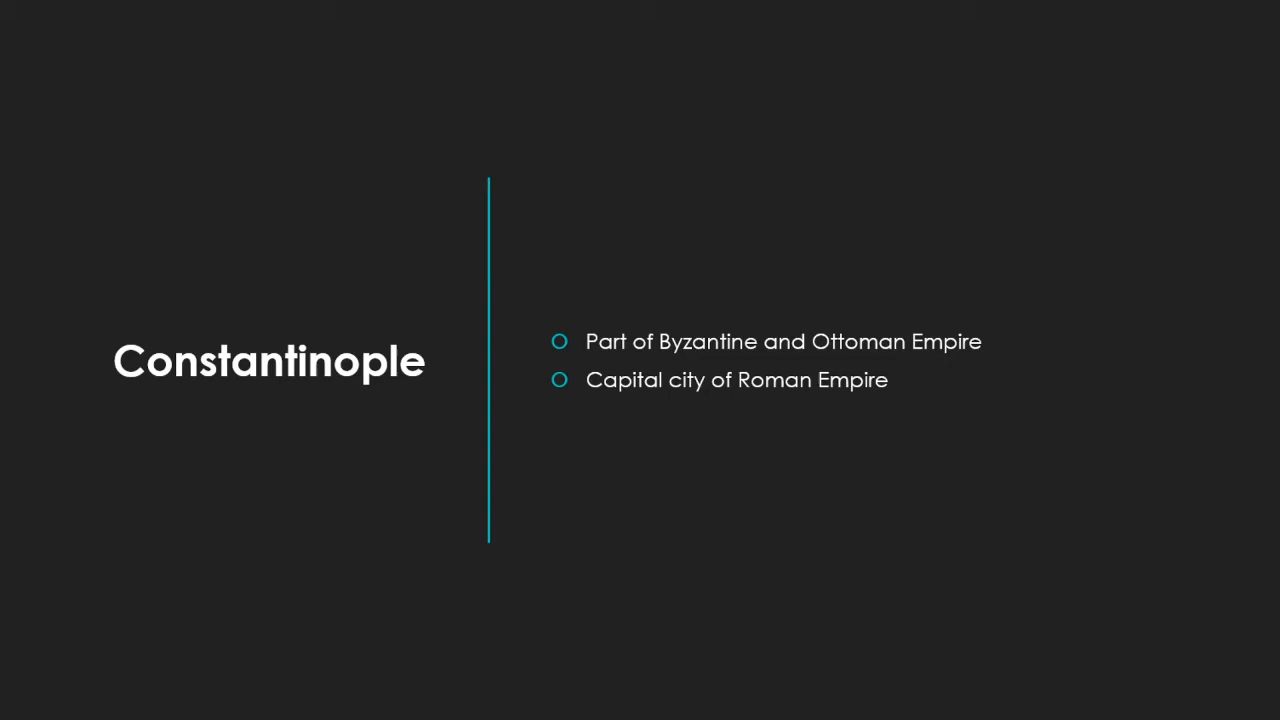 Constantinople
Part of Byzantine and Ottoman Empire
Capital city of Roman Empire